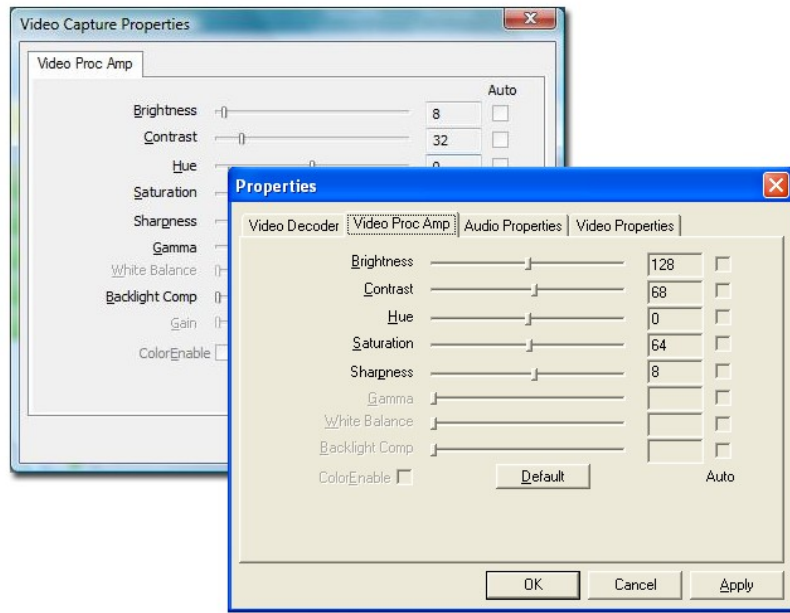 Video Capture Properties
Video Proc Amp
Auto
Brightness 8
Contrast 32
Hue 0
Saturation
Sharpness
Gamma
White Balance
Backlight Comp
Gain
ColorEnable
Properties
Video Decoder Video Proc Amp Audio Properties Video Properties
Brightness 128
Contrast 68
Hue 0
Saturation 64
Sharpness 8
Gamma
White Balance
Backlight Comp
ColorEnable Default Auto
OK Cancel Apply